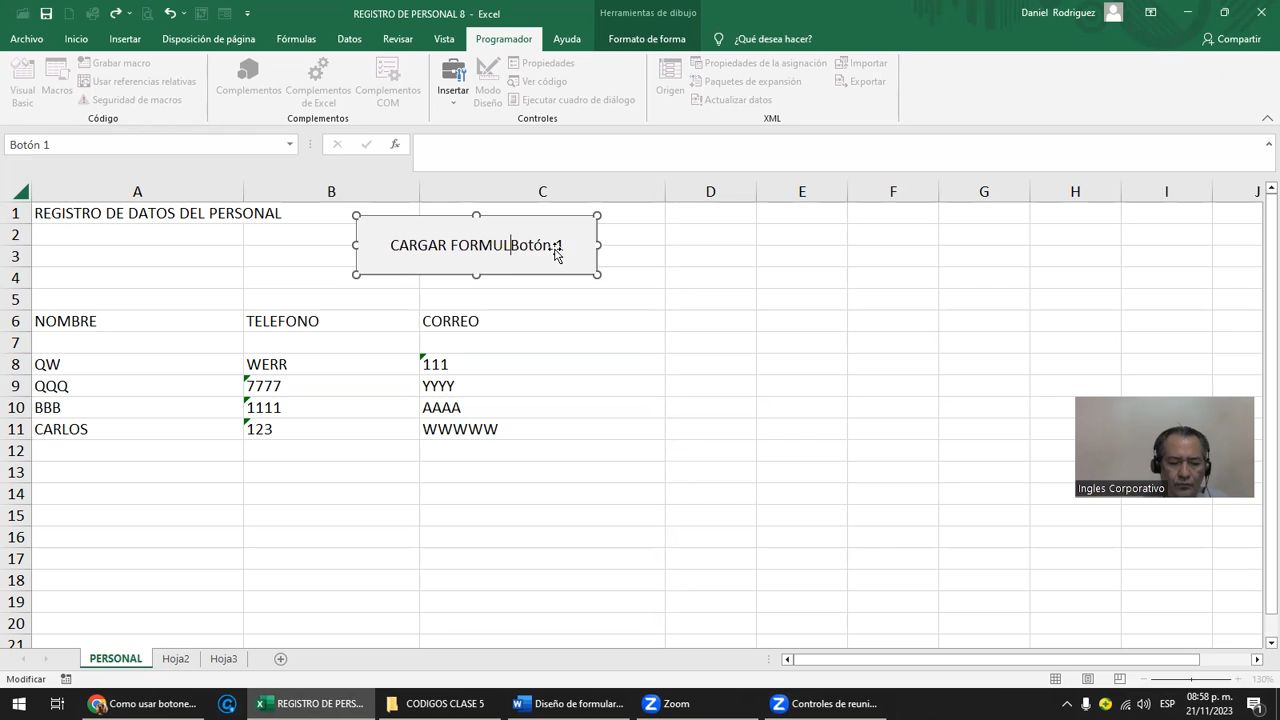 REGISTRO DE PERSONAL 8 - Excel
Herramientas de dibujo
Daniel Rodriguez
Archivo Inicio Insertar Disposición de página Fórmulas Datos Revisar Vista Programador Ayuda Formato de forma ¿Qué desea hacer? Compartir
Visual Basic
Macros
Grabar macro
Usar referencias relativas
Seguridad de macros
Código
Complementos
Complementos de Excel
Complementos COM
Complementos
Insertar
Modo Diseño
Propiedades
Ver código
Ejecutar cuadro de diálogo
Controles
Origen
Propiedades de la asignación
Paquetes de expansión
Actualizar datos
Importar
Exportar
XML
Botón 1
fx
A B C D E F G H I J
1 REGISTRO DE DATOS DEL PERSONAL
2
CARGAR FORMULBotón 1
3
4
5
6 NOMBRE TELEFONO CORREO
7
8 QW WERR 111
9 QQQ 7777 YYYY
10 BBB 1111 AAAA
11 CARLOS 123 WWWWW
12
13
14
15
16
17
18
19
20
21
Ingles Corporativo
PERSONAL Hoja2 Hoja3
Modificar
130%
Como usar botone...
REGISTRO DE PERS...
CODIGOS CLASE 5
Diseño de formular...
Zoom
Controles de reuni...
ESP
08:58 p. m.
21/11/2023